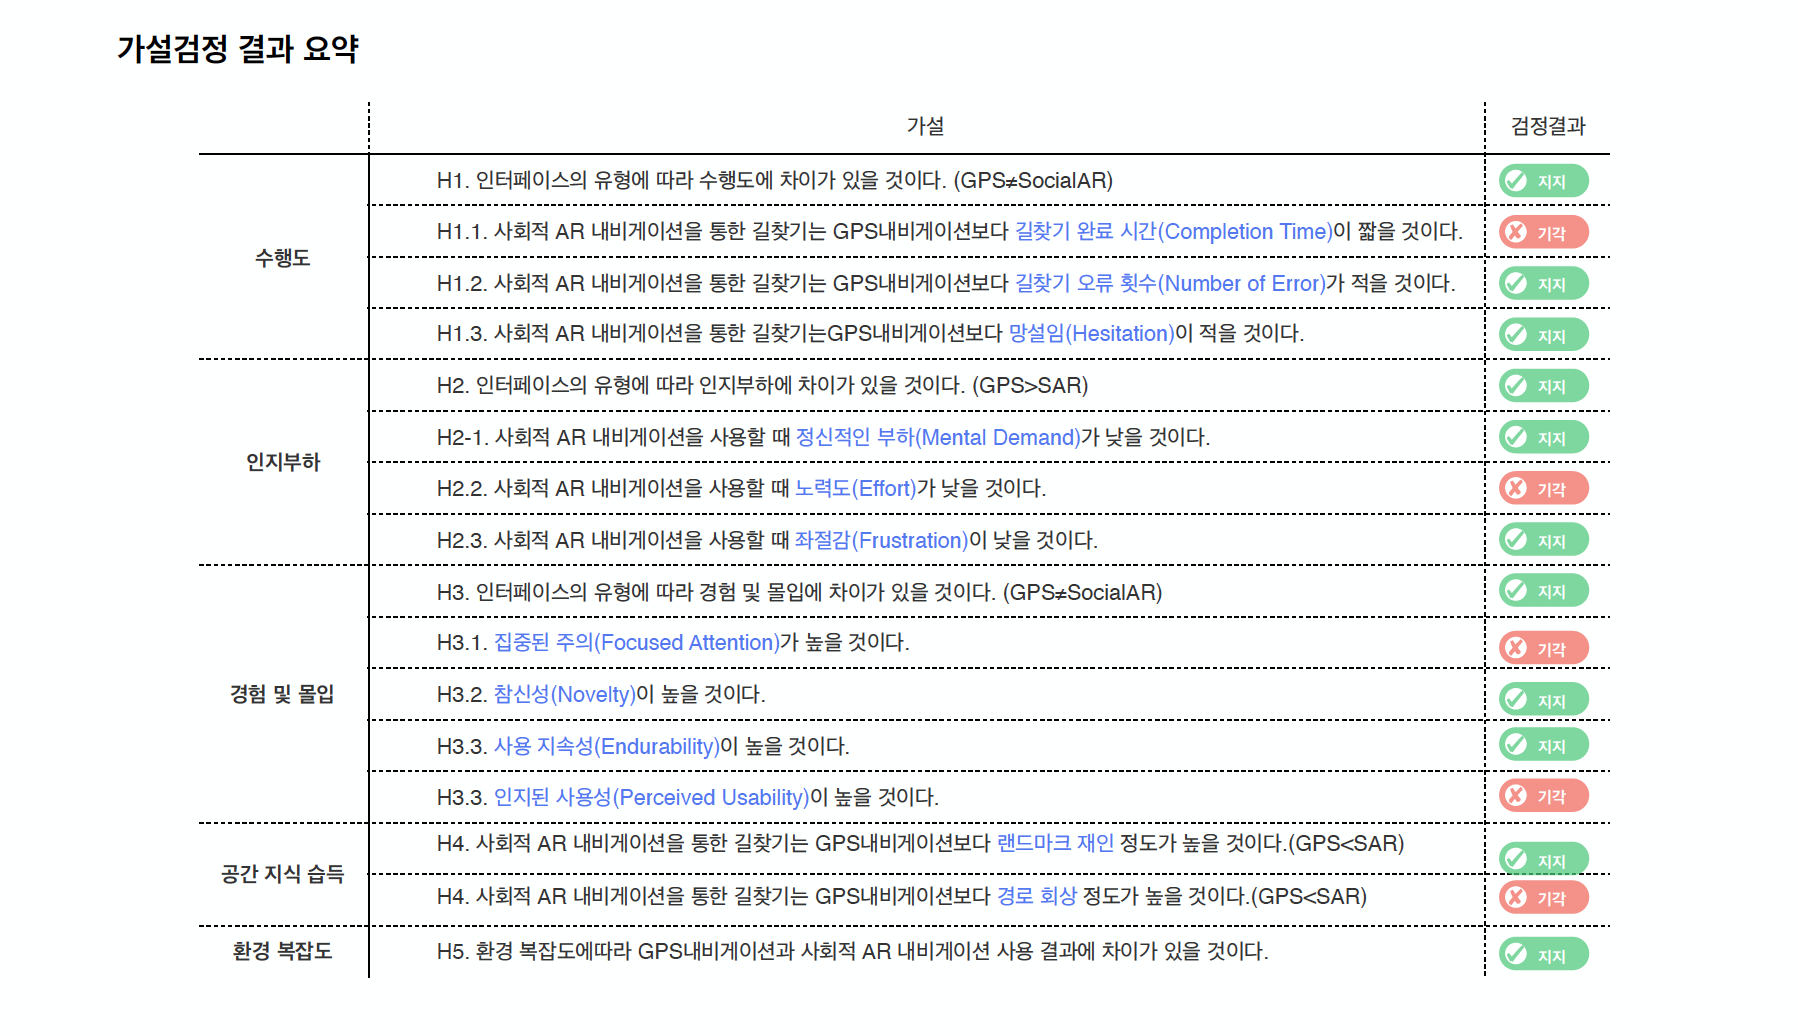 가설검정 결과 요약
가설 검정결과
수행도
H1. 인터페이스의 유형에 따라 수행도에 차이가 있을 것이다. (GPS≠SocialAR) 지지
H1.1. 사회적 AR 내비게이션을 통한 길찾기는 GPS내비게이션보다 길찾기 완료 시간(Completion Time)이 짧을 것이다. 기각
H1.2. 사회적 AR 내비게이션을 통한 길찾기는 GPS내비게이션보다 길찾기 오류 횟수(Number of Error)가 적을 것이다. 지지
H1.3. 사회적 AR 내비게이션을 통한 길찾기는GPS내비게이션보다 망설임(Hesitation)이 적을 것이다. 지지
인지부하
H2. 인터페이스의 유형에 따라 인지부하에 차이가 있을 것이다. (GPS>SAR) 지지
H2-1. 사회적 AR 내비게이션을 사용할 때 정신적인 부하(Mental Demand)가 낮을 것이다. 지지
H2.2. 사회적 AR 내비게이션을 사용할 때 노력도(Effort)가 낮을 것이다. 기각
H2.3. 사회적 AR 내비게이션을 사용할 때 좌절감(Frustration)이 낮을 것이다. 지지
경험 및 몰입
H3. 인터페이스의 유형에 따라 경험 및 몰입에 차이가 있을 것이다. (GPS≠SocialAR) 지지
H3.1. 집중된 주의(Focused Attention)가 높을 것이다. 기각
H3.2. 참신성(Novelty)이 높을 것이다. 지지
H3.3. 사용 지속성(Endurability)이 높을 것이다. 지지
H3.3. 인지된 사용성(Perceived Usability)이 높을 것이다. 기각
공간 지식 습득
H4. 사회적 AR 내비게이션을 통한 길찾기는 GPS내비게이션보다 랜드마크 재인 정도가 높을 것이다.(GPS<SAR) 지지
H4. 사회적 AR 내비게이션을 통한 길찾기는 GPS내비게이션보다 경로 회상 정도가 높을 것이다.(GPS<SAR) 기각
환경 복잡도
H5. 환경 복잡도에따라 GPS내비게이션과 사회적 AR 내비게이션 사용 결과에 차이가 있을 것이다. 지지